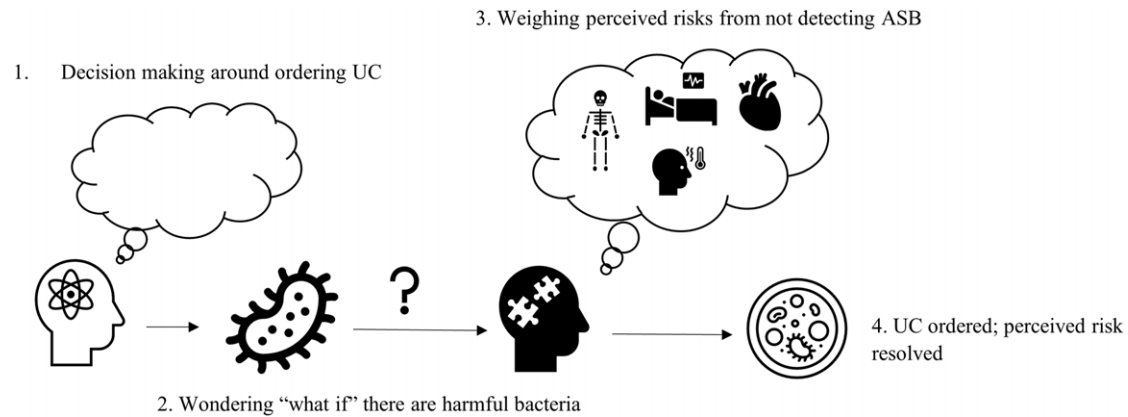 1. Decision making around ordering UC
2. Wondering “what if” there are harmful bacteria
3. Weighing perceived risks from not detecting ASB
4. UC ordered; perceived risk
resolved